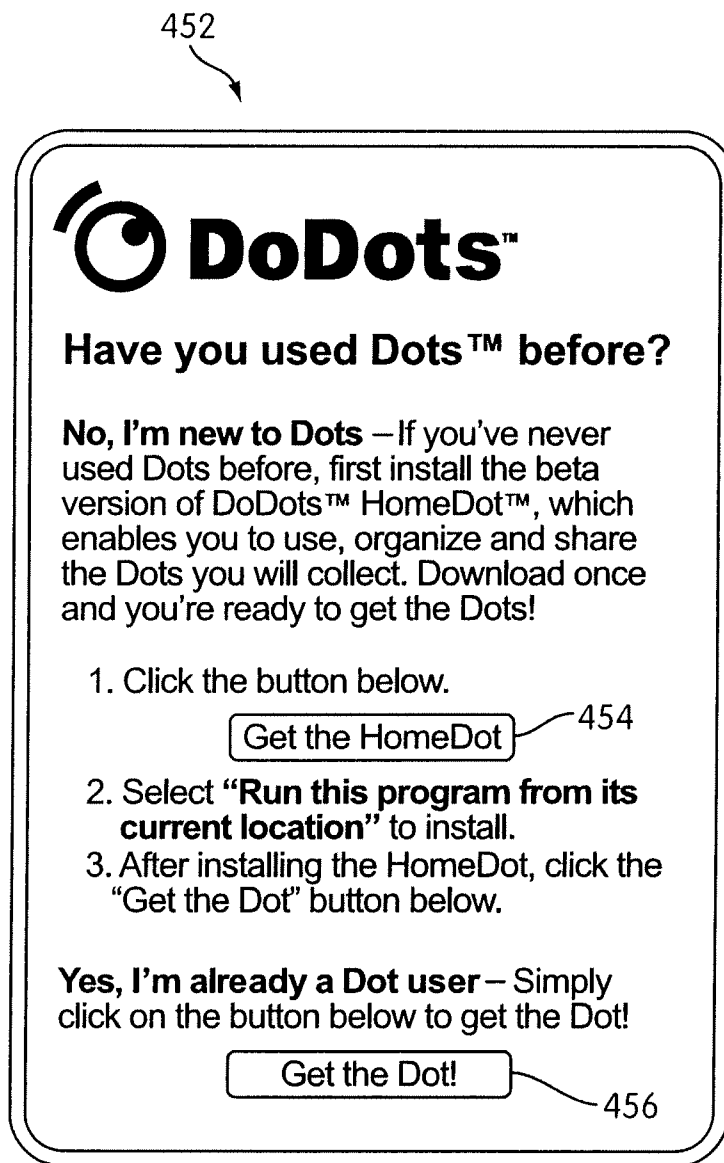 452
DoDots™
Have you used Dots™ before?
No, I'm new to Dots – If you've never
used Dots before, first install the beta
version of DoDots™ HomeDot™, which
enables you to use, organize and share
the Dots you will collect. Download once
and you're ready to get the Dots!
1. Click the button below.
Get the HomeDot 454
2. Select “Run this program from its
current location” to install.
3. After installing the HomeDot, click the
“Get the Dot” button below.
Yes, I'm already a Dot user – Simply
click on the button below to get the Dot!
Get the Dot!
456